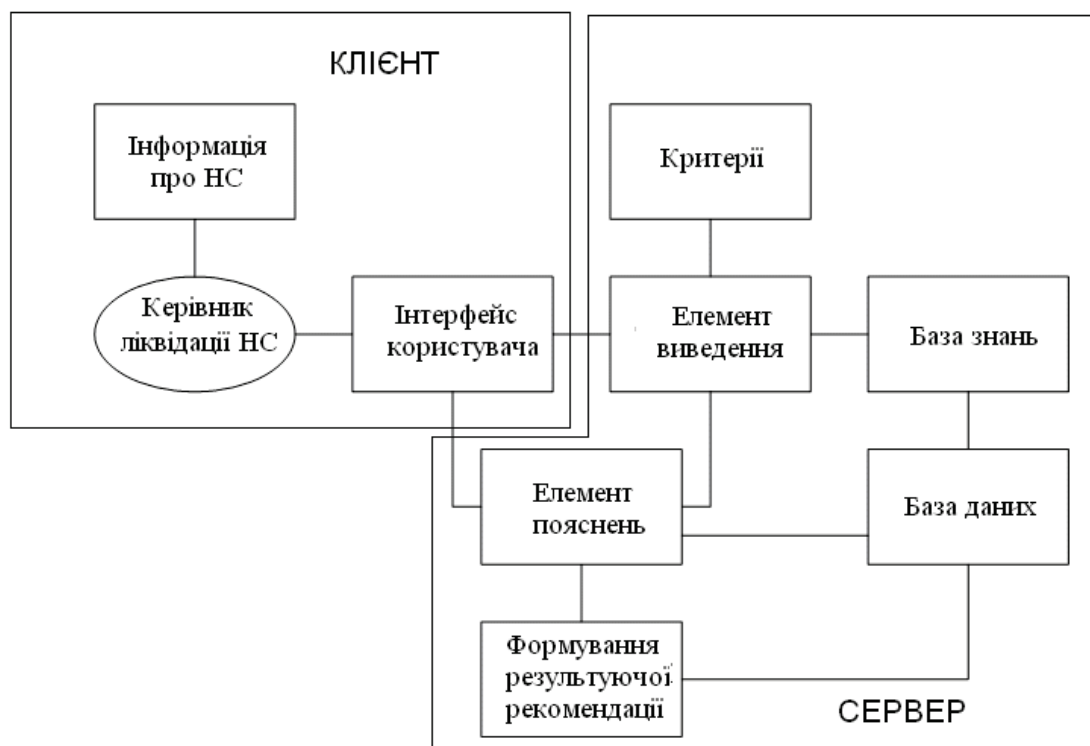 КЛІЄНТ
Інформація
про НС
Критерії
Керівник
ліквідації НС
Інтерфейс
користувача
Елемент
виведення
База знань
Елемент
пояснень
База даних
Формування
результуючої
рекомендації
СЕРВЕР